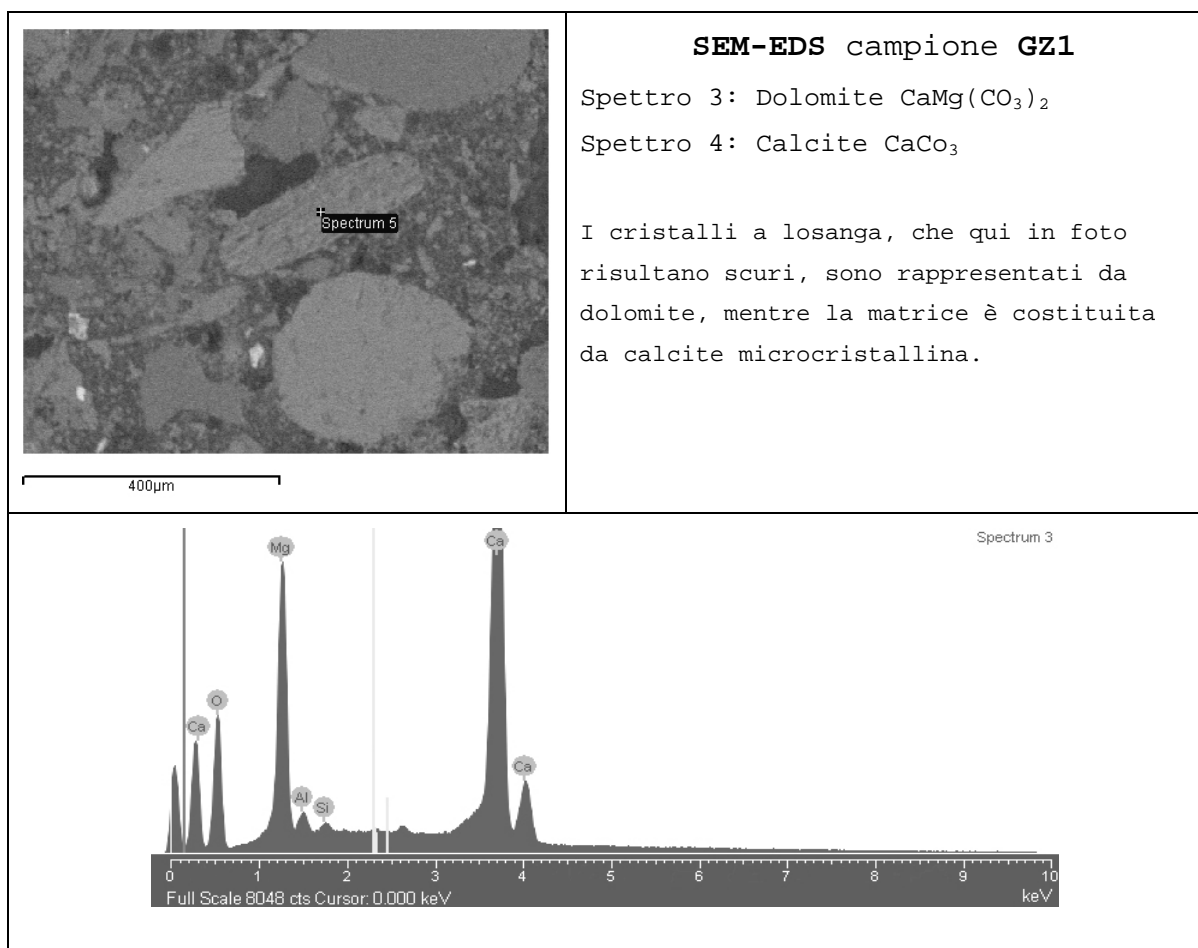 SEM-EDS campione GZ1
Spettro 3: Dolomite CaMg(CO₃)₂
Spettro 4: Calcite CaCo₃
I cristalli a losanga, che qui in foto
risultano scuri, sono rappresentati da
dolomite, mentre la matrice è costituita
da calcite microcristallina.
Spectrum 5
400µm
Spectrum 3
Mg
Ca
O
Ca
Ca
Al
Si
0 1 2 3 4 5 6 7 8 9 10
Full Scale 8048 cts Cursor: 0.000 keV
keV